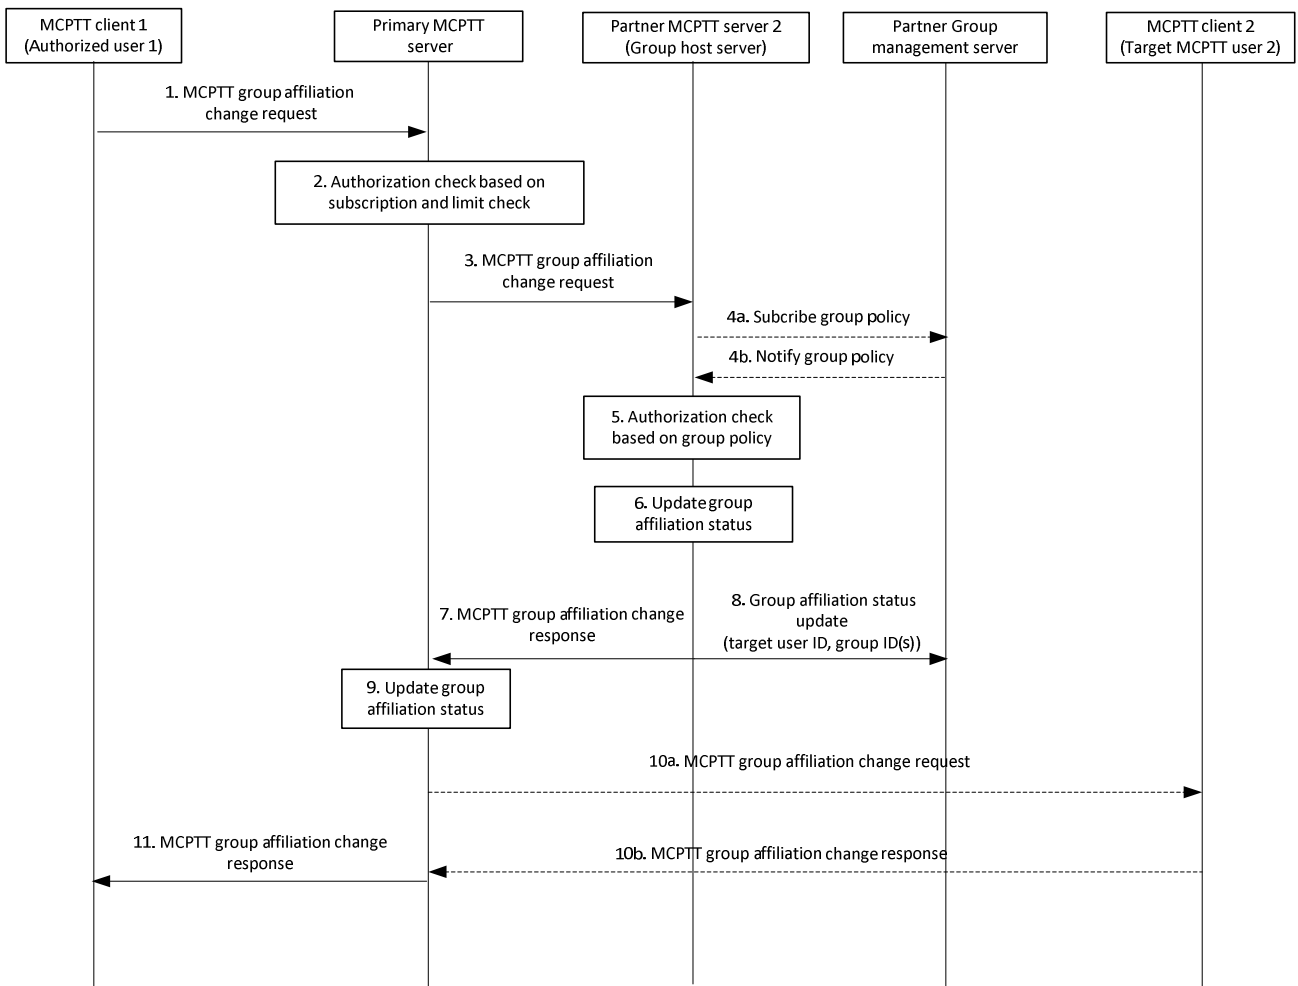 MCPTT client 1
(Authorized user 1)
Primary MCPTT
server
Partner MCPTT server 2
(Group host server)
Partner Group
management server
MCPTT client 2
(Target MCPTT user 2)
1. MCPTT group affiliation
change request
2. Authorization check based on
subscription and limit check
3. MCPTT group affiliation
change request
4a. Subcribe group policy
4b. Notify group policy
5. Authorization check
based on group policy
6. Update group
affiliation status
7. MCPTT group affiliation change
response
8. Group affiliation status
update
(target user ID, group ID(s))
9. Update group
affiliation status
10a. MCPTT group affiliation change request
11. MCPTT group affiliation change
response
10b. MCPTT group affiliation change response